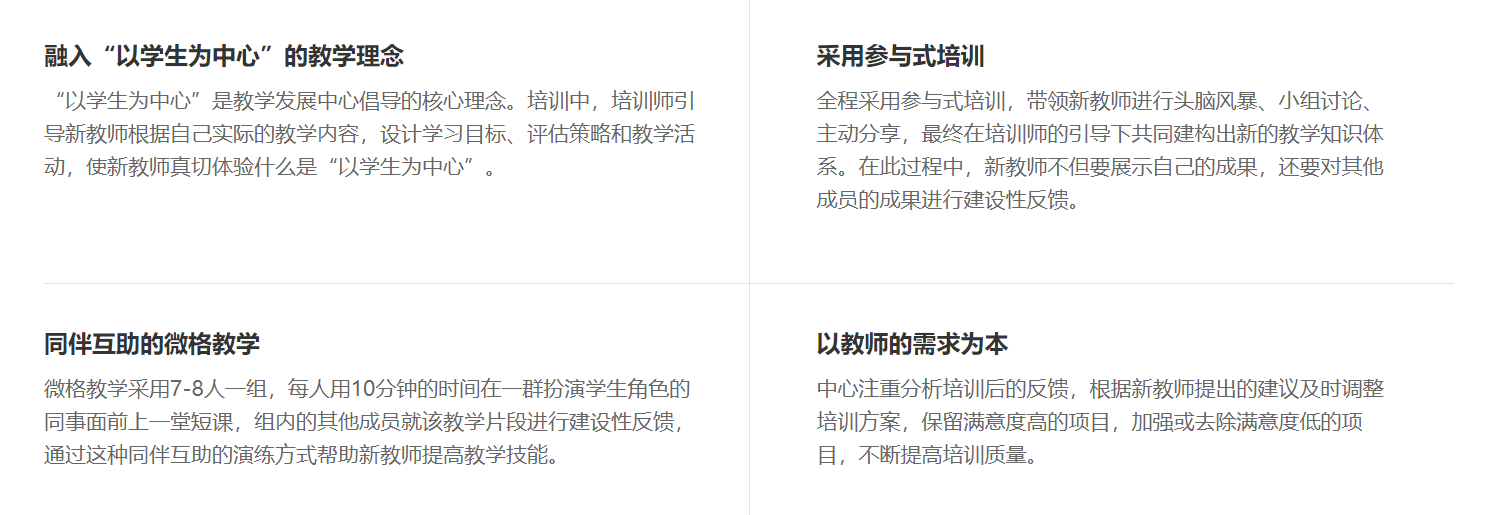 融入“以学生为中心”的教学理念
“以学生为中心”是教学发展中心倡导的核心理念。培训中，培训师引
导新教师根据自己实际的教学内容，设计学习目标、评估策略和教学活
动，使新教师真切体验什么是“以学生为中心”。
采用参与式培训
全程采用参与式培训，带领新教师进行头脑风暴、小组讨论、
主动分享，最终在培训师的引导下共同建构出新的教学知识体
系。在此过程中，新教师不但要展示自己的成果，还要对其他
成员的成果进行建设性反馈。
同伴互助的微格教学
微格教学采用7-8人一组，每人用10分钟的时间在一群扮演学生角色的
同事面前上一堂短课，组内的其他成员就该教学片段进行建设性反馈，
通过这种同伴互助的演练方式帮助新教师提高教学技能。
以教师的需求为本
中心注重分析培训后的反馈，根据新教师提出的建议及时调整
培训方案，保留满意度高的项目，加强或去除满意度低的项
目，不断提高培训质量。